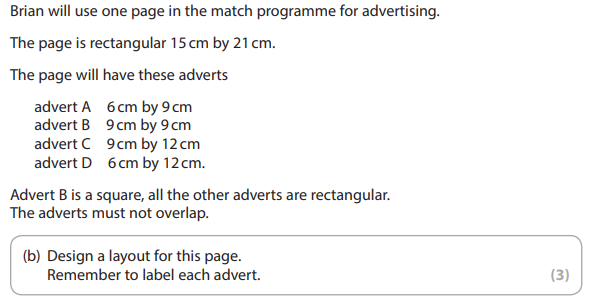 Brian will use one page in the match programme for advertising.
The page is rectangular 15 cm by 21 cm.
The page will have these adverts
advert A 6 cm by 9 cm
advert B 9 cm by 9 cm
advert C 9 cm by 12 cm
advert D 6 cm by 12 cm.
Advert B is a square, all the other adverts are rectangular.
The adverts must not overlap.
(b) Design a layout for this page.
Remember to label each advert.
(3)